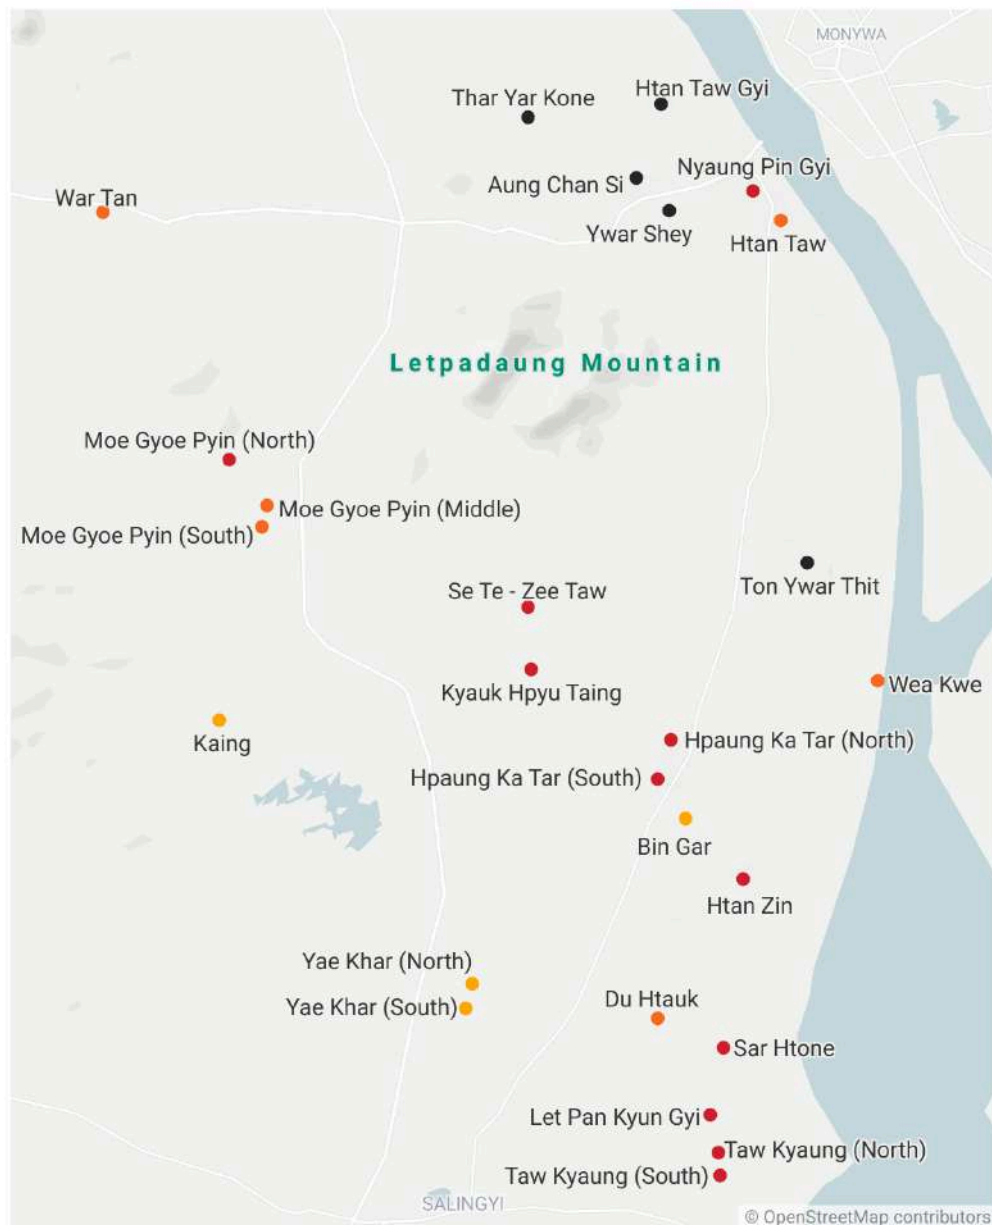 MONYWA
Htan Taw Gyi
Thar Yar Kone
Nyaung Pin Gyi
Aung Chan Si
War Tan
Ywar Shey
Htan Taw
Letpadaung Mountain
Moe Gyoe Pyin (North)
Moe Gyoe Pyin (Middle)
Moe Gyoe Pyin (South)
Ton Ywar Thit
Se Te - Zee Taw
Wea Kwe
Kyauk Hpyu Taing
Hpaung Ka Tar (North)
Kaing
Hpaung Ka Tar (South)
Bin Gar
Htan Zin
Yae Khar (North)
Du Htauk
Yae Khar (South)
Sar Htone
Let Pan Kyun Gyi
Taw Kyaung (North)
Taw Kyaung (South)
SALINGYI
© OpenStreetMap contributors